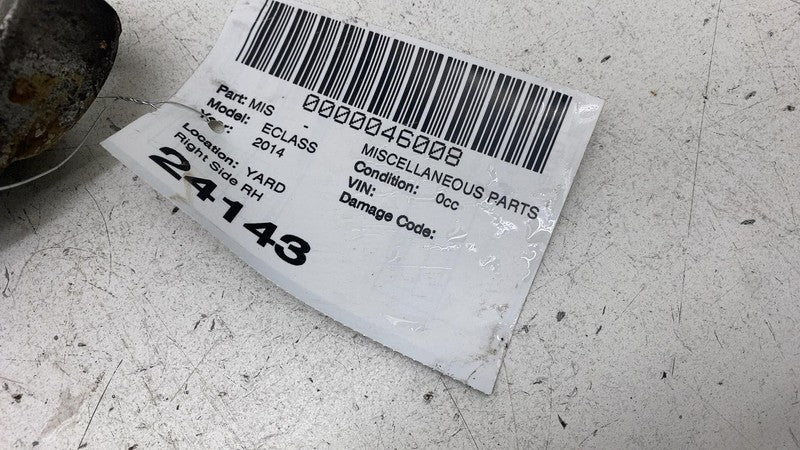 0000046008
Part: MIS - MISCELLANEOUS PARTS
Model: ECLASS Condition: 0cc
Year: 2014 VIN:
Location: YARD Damage Code:
Right Side RH
24143